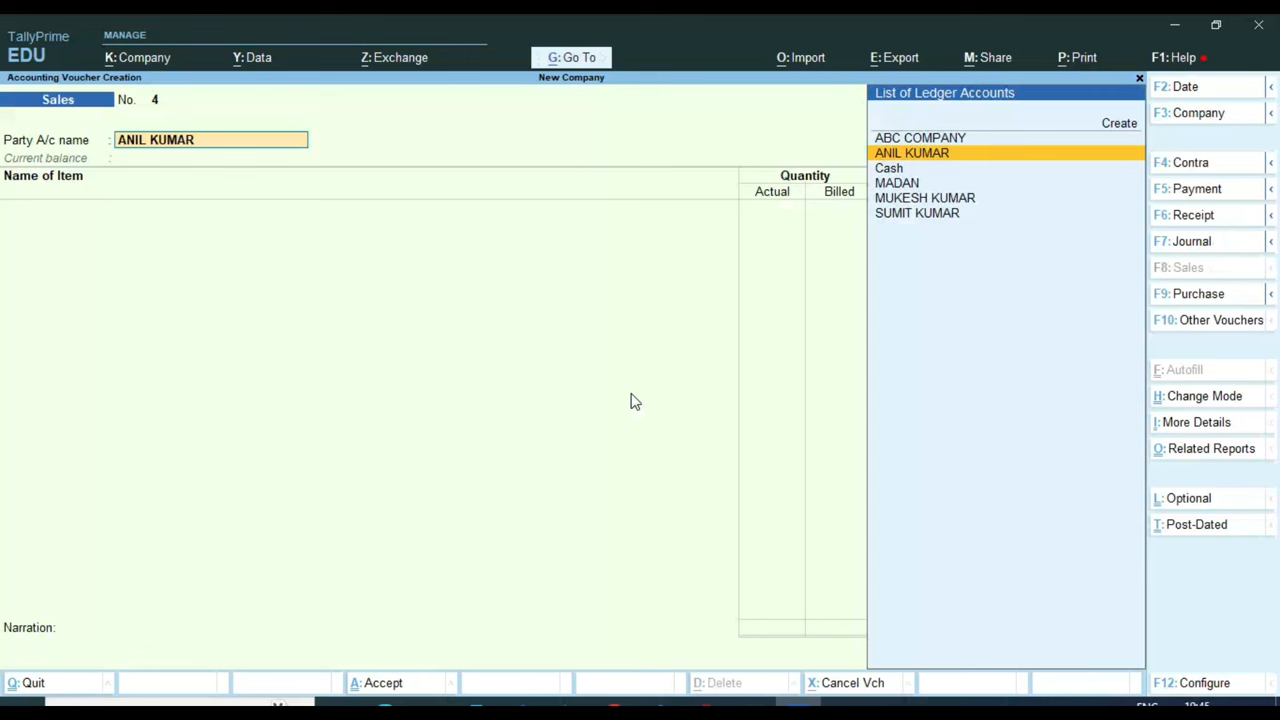 TallyPrime
MANAGE
EDU
K: Company
Y: Data
Z: Exchange
G: Go To
O: Import
E: Export
M: Share
P: Print
F1: Help
Accounting Voucher Creation
New Company
Sales
No. 4
Party A/c name : ANIL KUMAR
Current balance :
Name of Item
Quantity
Actual
Billed
Narration:
List of Ledger Accounts
Create
ABC COMPANY
ANIL KUMAR
Cash
MADAN
MUKESH KUMAR
SUMIT KUMAR
F2: Date
F3: Company
F4: Contra
F5: Payment
F6: Receipt
F7: Journal
F8: Sales
F9: Purchase
F10: Other Vouchers
F: Autofill
H: Change Mode
I: More Details
O: Related Reports
L: Optional
T: Post-Dated
Q: Quit
A: Accept
D: Delete
X: Cancel Vch
F12: Configure